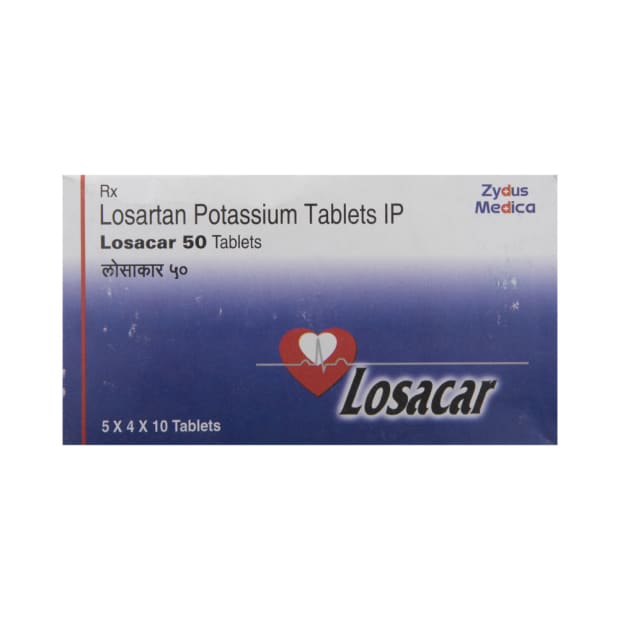 Rx
Losartan Potassium Tablets IP
Losacar 50 Tablets
लोसाकार ५०
Zydus
Medica
Losacar
5 X 4 X 10 Tablets